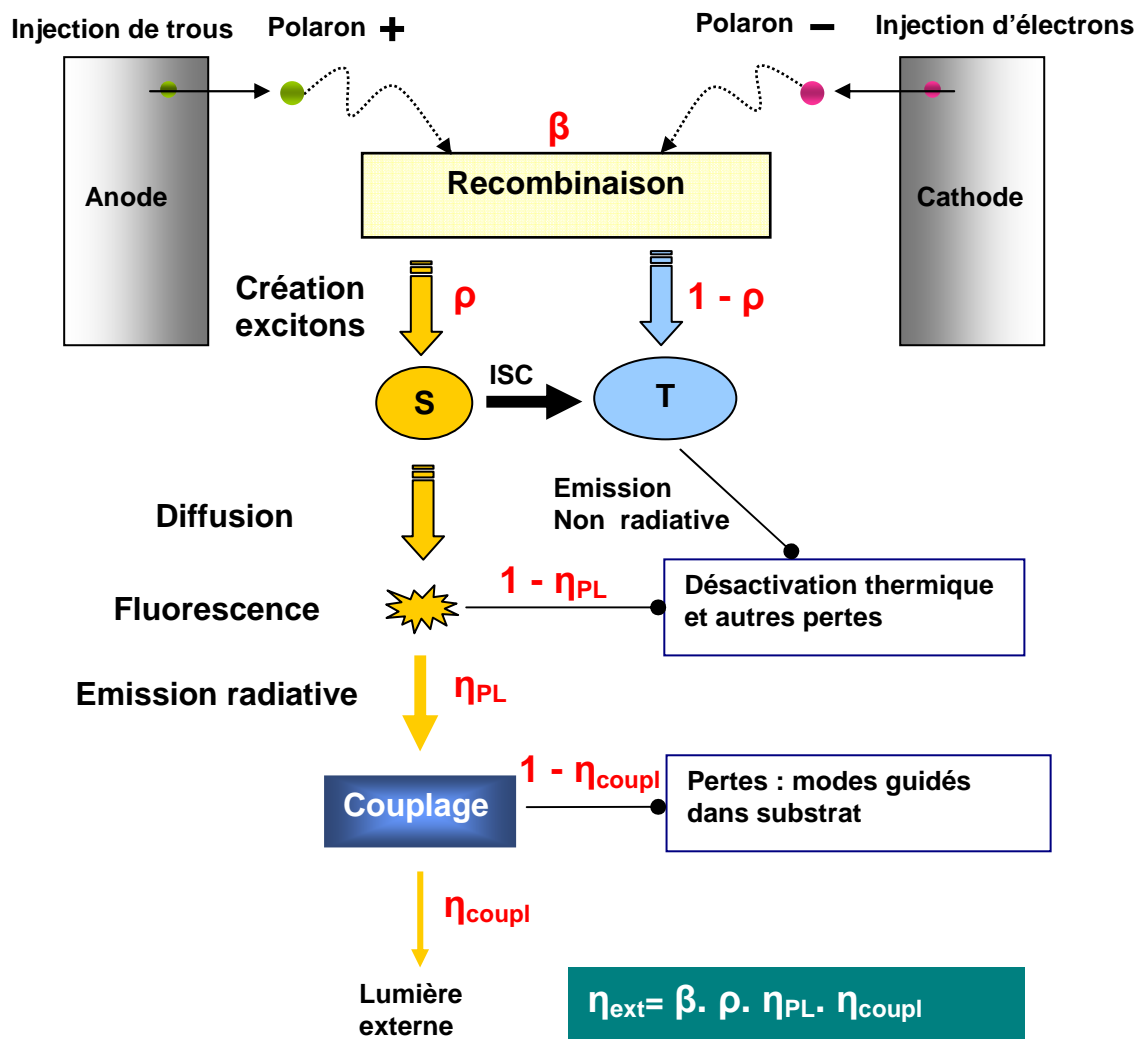 Injection de trous
Polaron +
Polaron −
Injection d'électrons
β
Anode
Recombinaison
Cathode
Création
excitons
ρ
1 - ρ
ISC
S
T
Emission
Non radiative
Diffusion
1 - ηPL
Désactivation thermique
et autres pertes
Fluorescence
Emission radiative
ηPL
1 - ηcoupl
Pertes : modes guidés
dans substrat
Couplage
ηcoupl
Lumière
externe
ηext= β. ρ. ηPL. ηcoupl